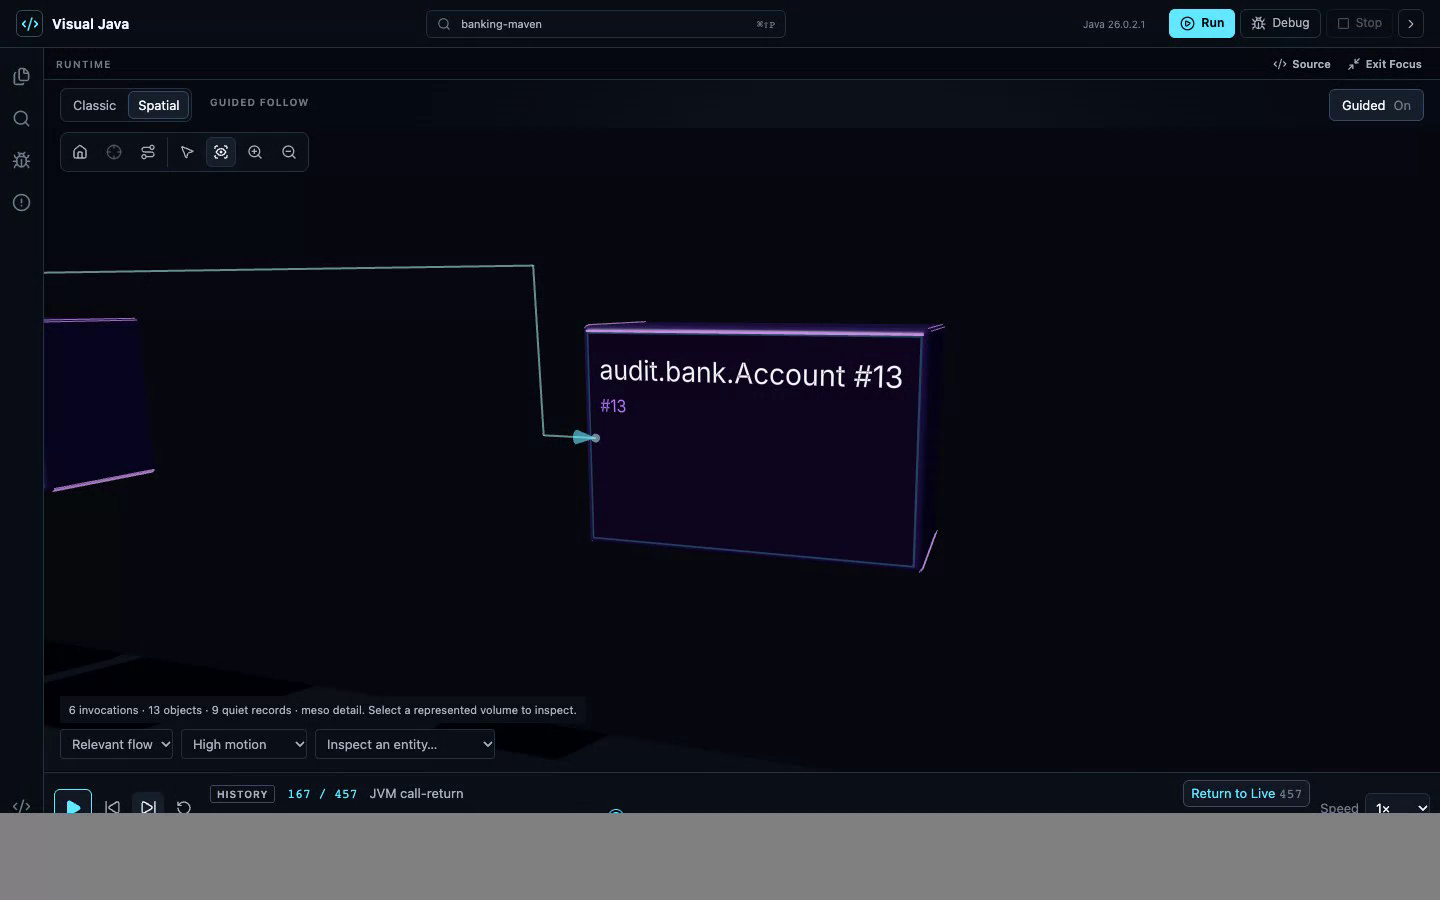 Visual Java
banking-maven
⌘⇧P
Java 26.0.2.1
Run
Debug
Stop
RUNTIME
Source
Exit Focus
Classic
Spatial
GUIDED FOLLOW
Guided On
audit.bank.Account #13
#13
6 invocations · 13 objects · 9 quiet records · meso detail. Select a represented volume to inspect.
Relevant flow
High motion
Inspect an entity...
HISTORY
167 / 457
JVM call-return
Return to Live 457
Speed
1×